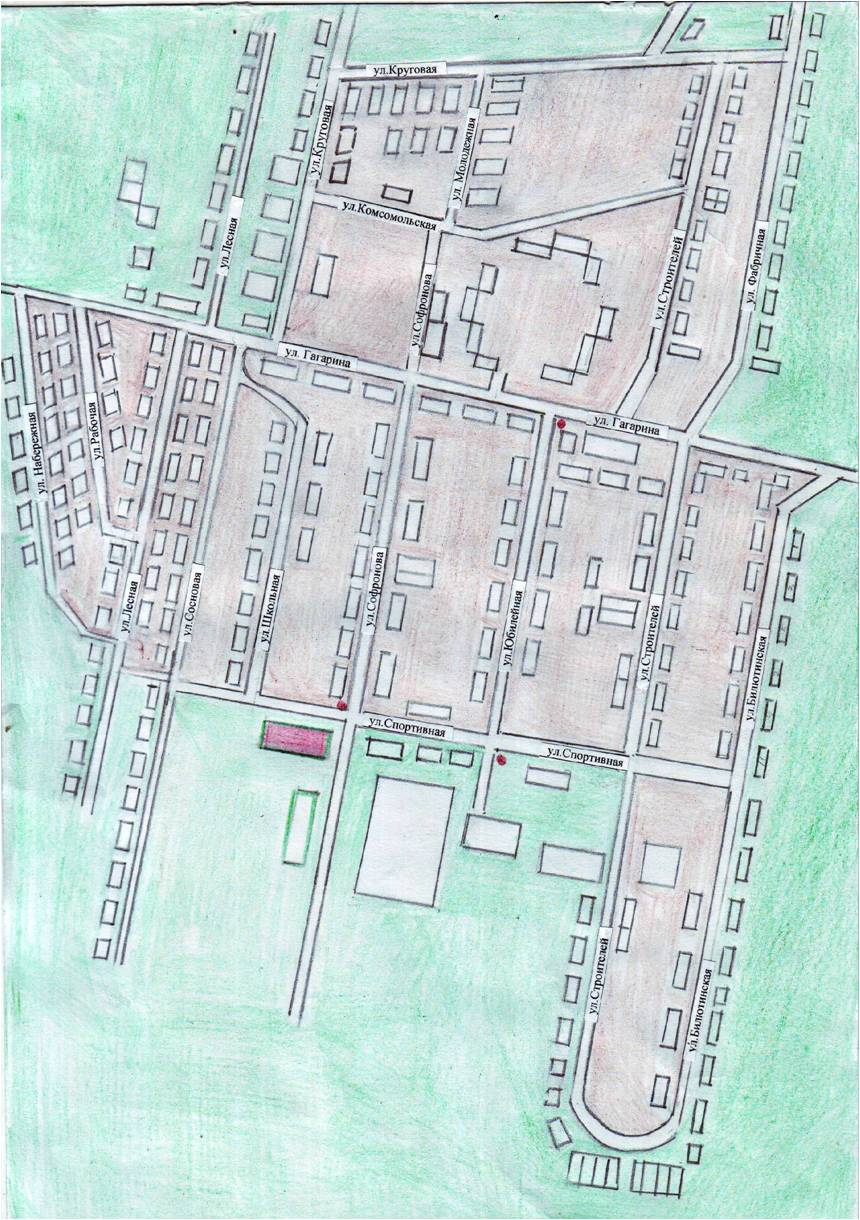 ул.Круговая
ул.Круговая
ул. Молодежная
ул.Комсомольская
ул.Лесная
ул.Софронова
ул.Строителей
ул. Фабричная
ул. Гагарина
ул. Гагарина
ул. Набережная
ул.Рабочая
ул.Лесная
ул.Сосновая
ул.Школьная
ул.Софронова
ул.Юбилейная
ул.Строителей
ул.Билютинская
ул.Спортивная
ул.Спортивная
ул.Строителей
ул.Билютинская